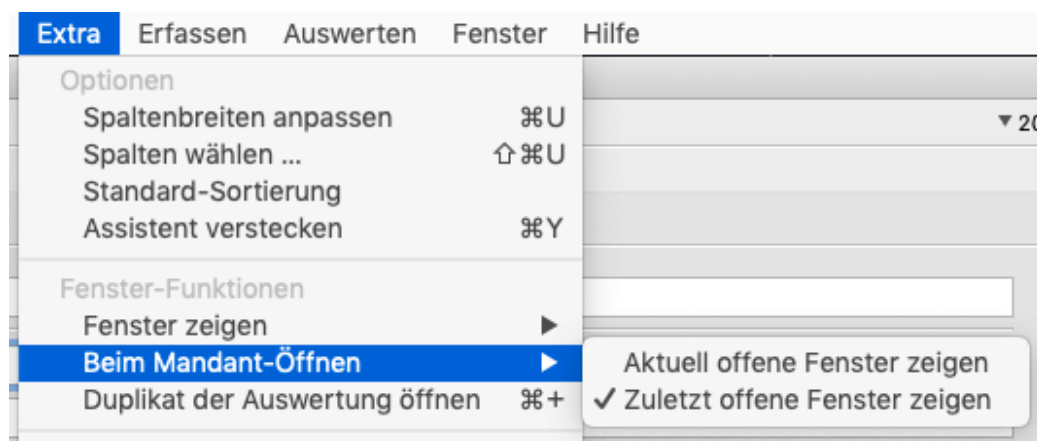 Extra Erfassen Auswerten Fenster Hilfe
Optionen
Spaltenbreiten anpassen ⌘U
▼ 20
Spalten wählen ... ⇧⌘U
Standard-Sortierung
Assistent verstecken ⌘Y
Fenster-Funktionen
Fenster zeigen ▶
Beim Mandant-Öffnen ▶
Aktuell offene Fenster zeigen
Duplikat der Auswertung öffnen ⌘+
✓ Zuletzt offene Fenster zeigen